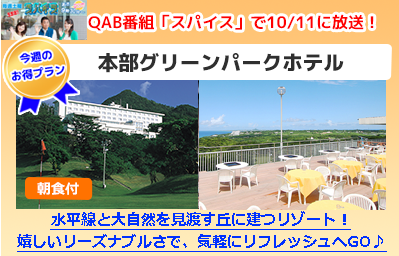 QAB番組「スパイス」で10/11に放送！
今週の
お得プラン
本部グリーンパークホテル
朝食付
水平線と大自然を見渡す丘に建つリゾート！
嬉しいリーズナブルさで、気軽にリフレッシュへGO♪